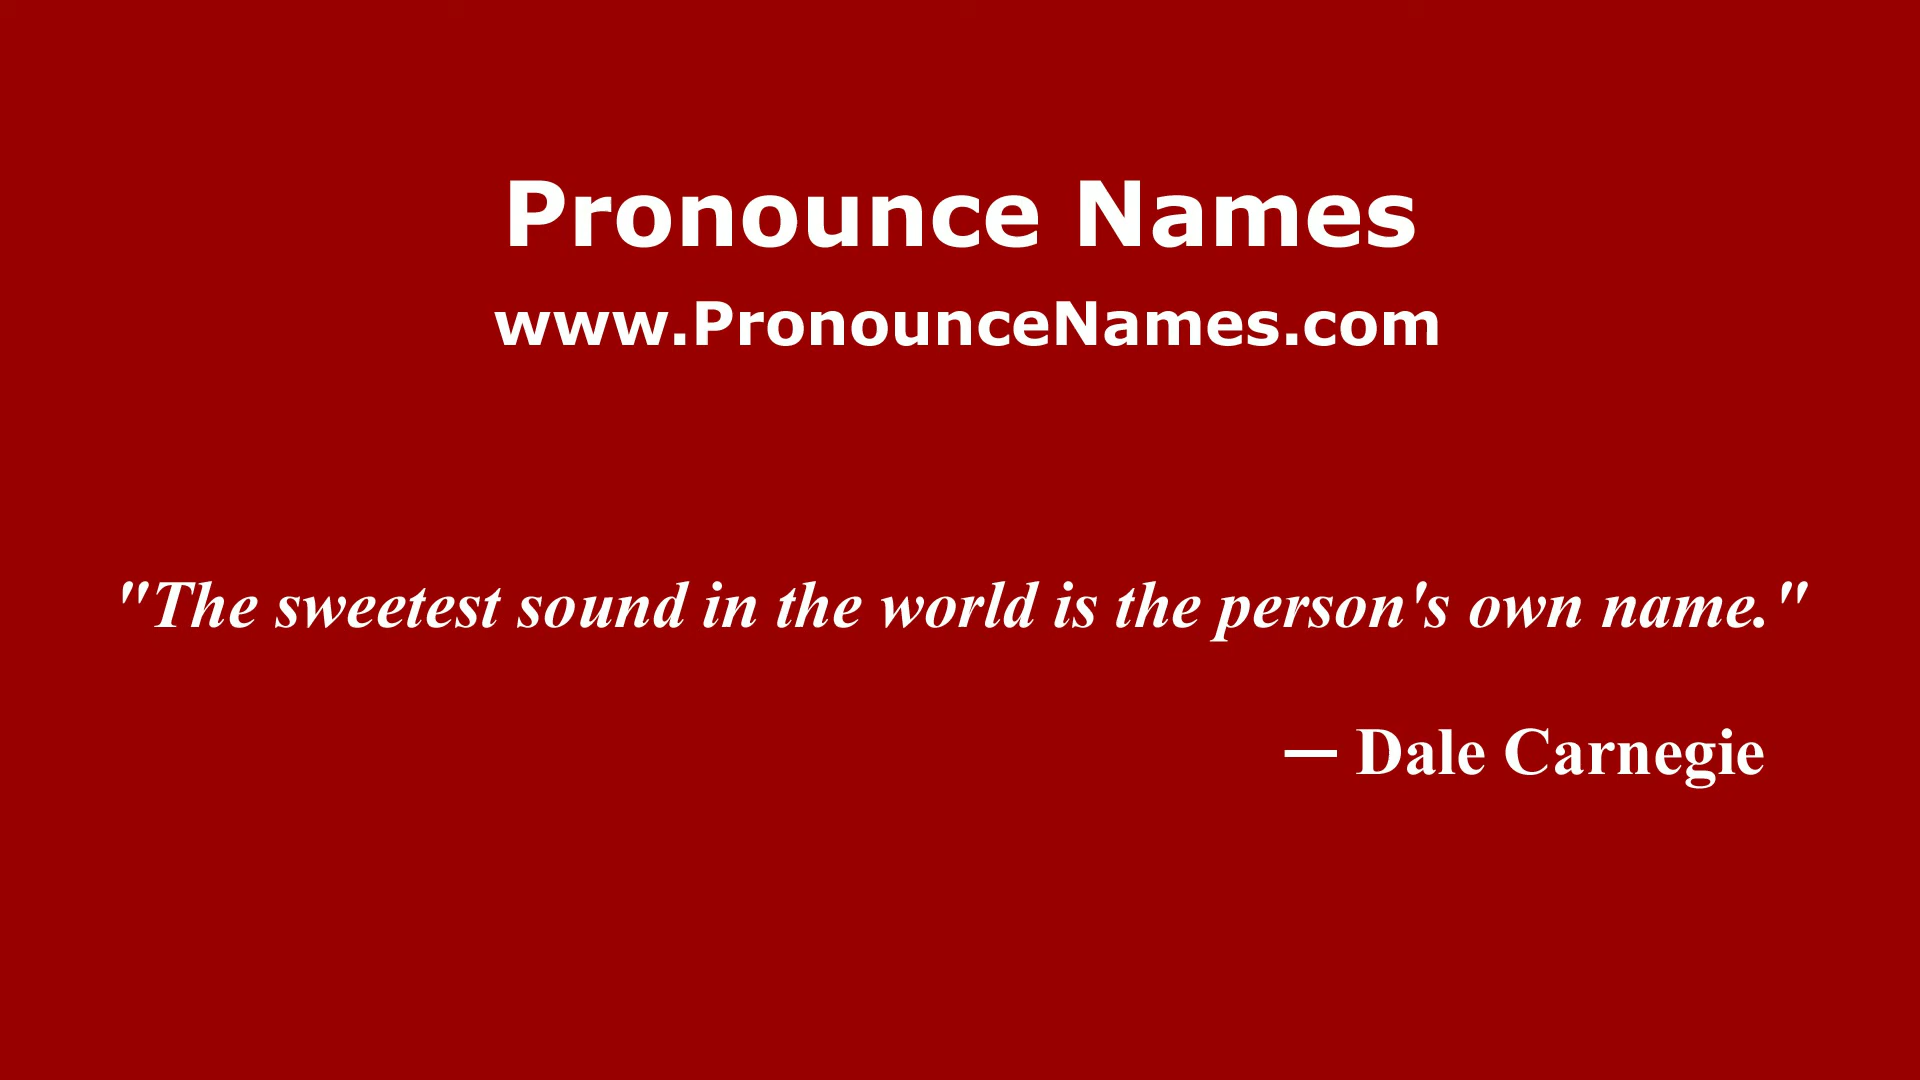 Pronounce Names
www.PronounceNames.com
"The sweetest sound in the world is the person's own name."
— Dale Carnegie